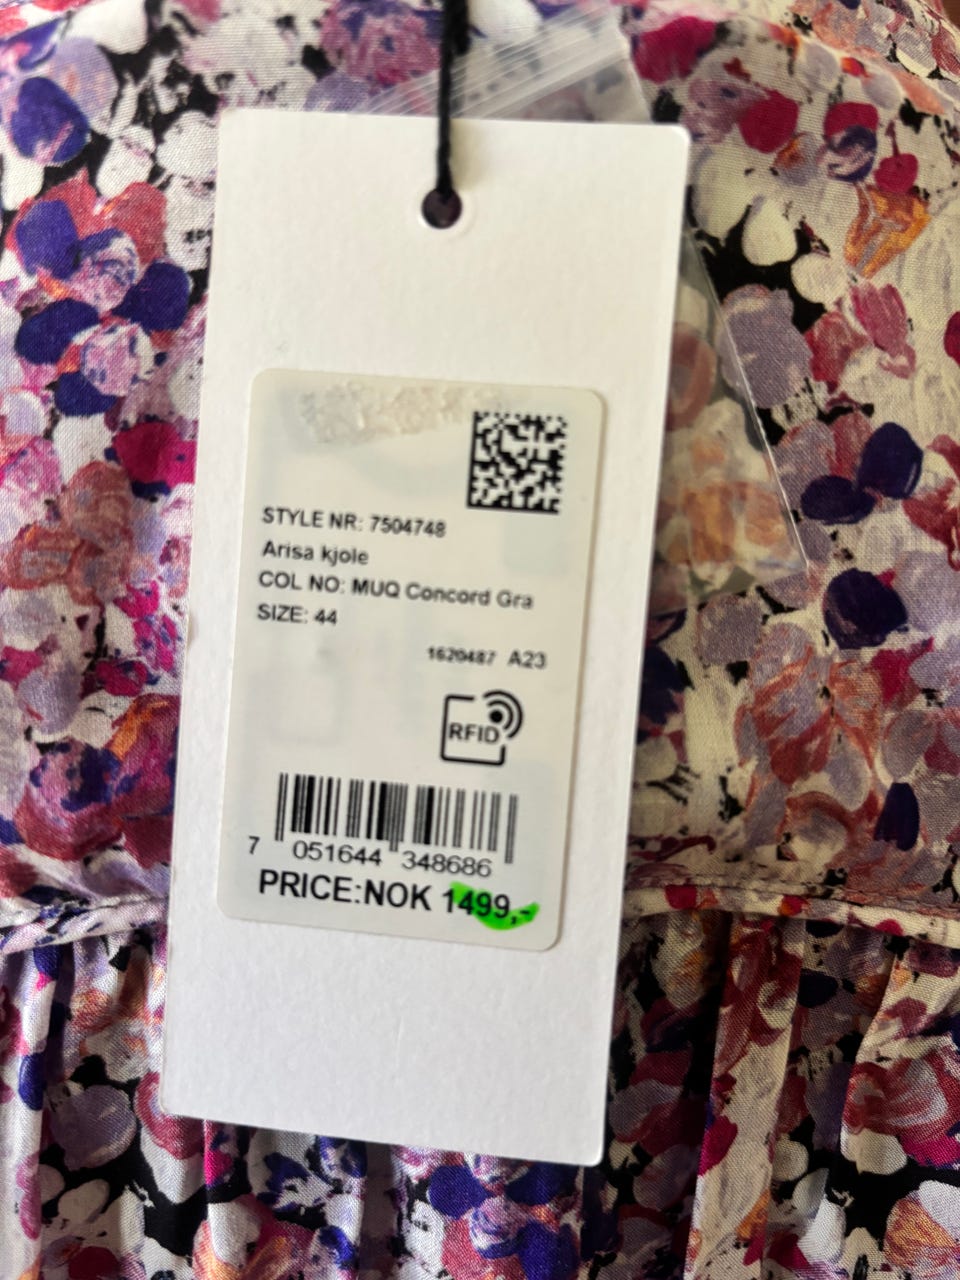 STYLE NR: 7504748
Arisa kjole
COL NO: MUQ Concord Gra
SIZE: 44
1620487 A23
RFID
7 051644 348686
PRICE:NOK 1499,-